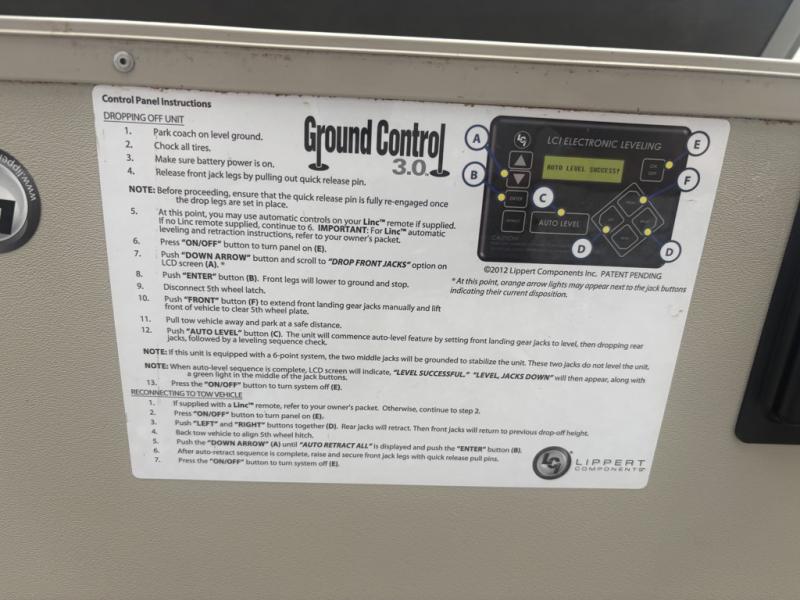 Control Panel Instructions
DROPPING OFF UNIT
1. Park coach on level ground.
2. Chock all tires.
3. Make sure battery power is on.
4. Release front jack legs by pulling out quick release pin.
NOTE: Before proceeding, ensure that the quick release pin is fully re-engaged once
the drop legs are set in place.
5. At this point, you may use automatic controls on your Linc™ remote if supplied.
If no Linc remote supplied, continue to 6. IMPORTANT: For Linc™ automatic
leveling and retraction instructions, refer to your owner's packet.
6. Press "ON/OFF" button to turn panel on (E).
7. Push "DOWN ARROW" button and scroll to "DROP FRONT JACKS" option on
LCD screen (A). *
8. Push "ENTER" button (B). Front legs will lower to ground and stop.
9. Disconnect 5th wheel latch.
10. Push "FRONT" button (F) to extend front landing gear jacks manually and lift
front of vehicle to clear 5th wheel plate.
11. Pull tow vehicle away and park at a safe distance.
12. Push "AUTO LEVEL" button (C). The unit will commence auto-level feature by setting front landing gear jacks to level, then dropping rear
jacks, followed by a leveling sequence check.
NOTE: If this unit is equipped with a 6-point system, the two middle jacks will be grounded to stabilize the unit. These two jacks do not level the unit.
NOTE: When auto-level sequence is complete, LCD screen will indicate, "LEVEL SUCCESSFUL." "LEVEL, JACKS DOWN" will then appear, along with
a green light in the middle of the jack buttons.
13. Press the "ON/OFF" button to turn system off (E).
RECONNECTING TO TOW VEHICLE
1. If supplied with a Linc™ remote, refer to your owner's packet. Otherwise, continue to step 2.
2. Press "ON/OFF" button to turn panel on (E).
3. Push "LEFT" and "RIGHT" buttons together (D). Rear jacks will retract. Then front jacks will return to previous drop-off height.
4. Back tow vehicle to align 5th wheel hitch.
5. Push the "DOWN ARROW" (A) until "AUTO RETRACT ALL" is displayed and push the "ENTER" button (B).
6. After auto-retract sequence is complete, raise and secure front jack legs with quick release pull pins.
7. Press the "ON/OFF" button to turn system off (E).
Ground Control
3.0
A
B
C
D
D
E
F
LCI ELECTRONIC LEVELING
AUTO LEVEL SUCCESS!
ON
OFF
ENTER
AUTO LEVEL
©2012 Lippert Components Inc. PATENT PENDING
* At this point, orange arrow lights may appear next to the jack buttons
indicating their current disposition.
LCI
LIPPERT
COMPONENTS
www.lippert